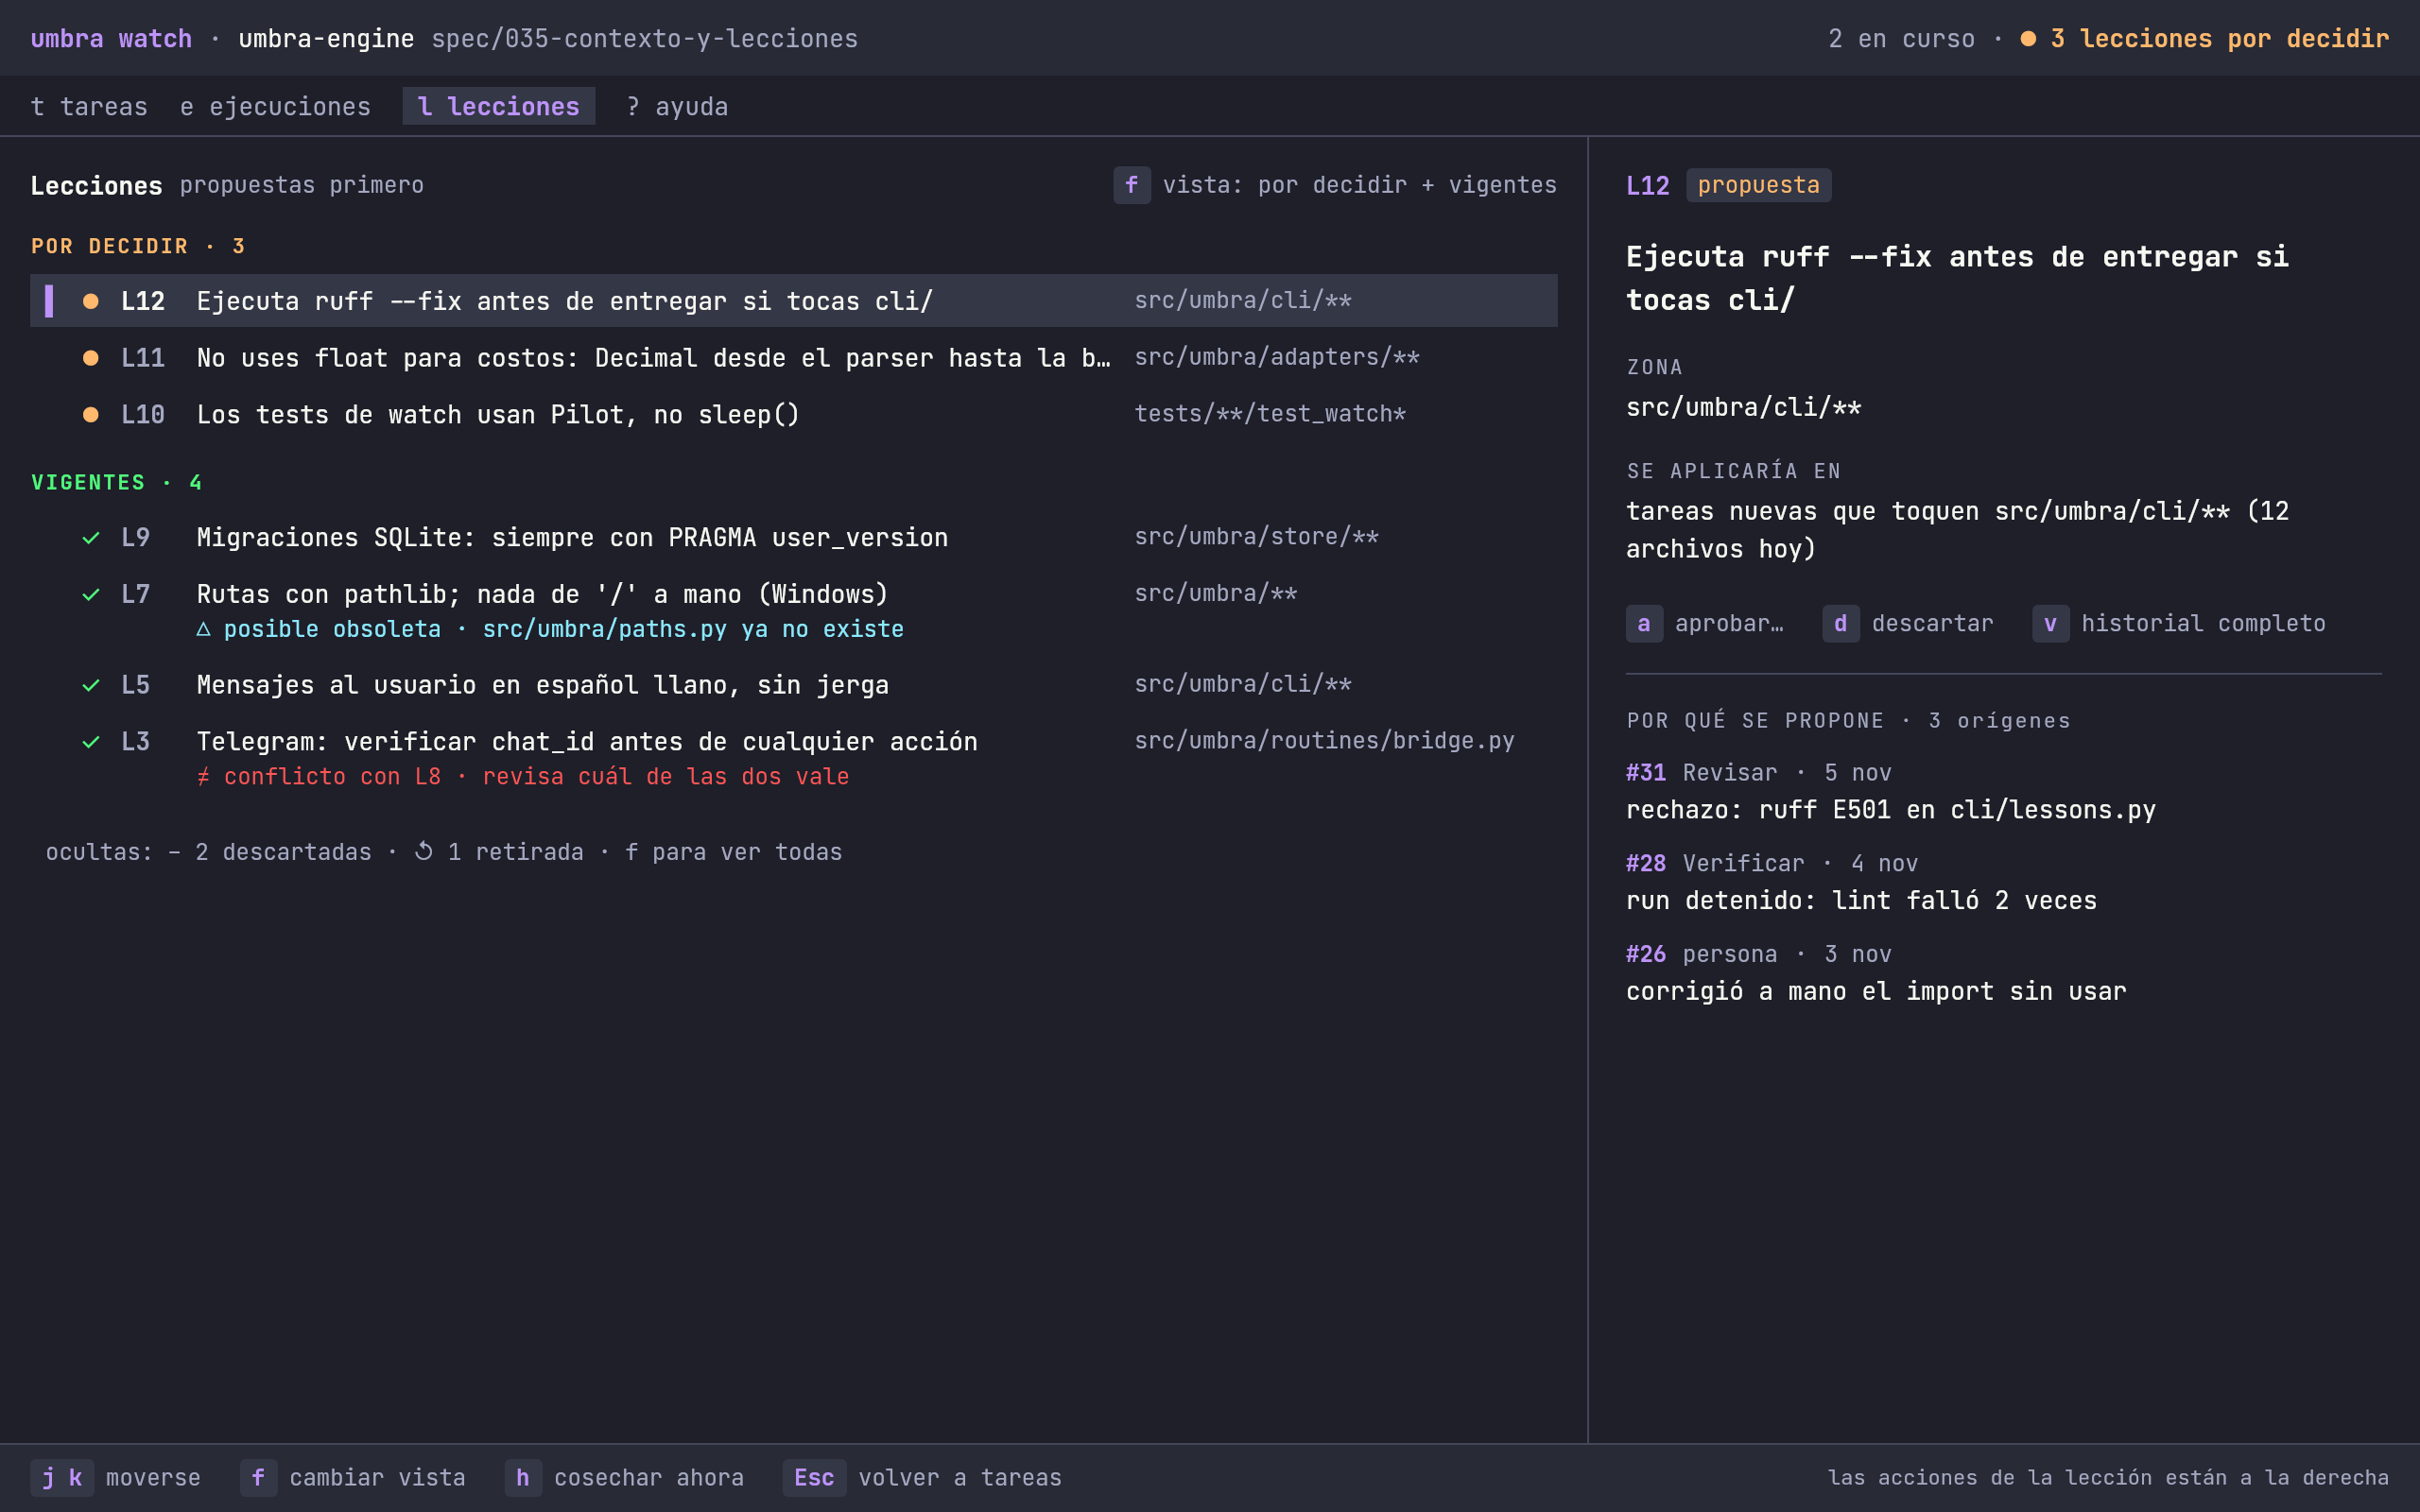 umbra watch · umbra-engine spec/035-contexto-y-lecciones
2 en curso · ● 3 lecciones por decidir
t tareas e ejecuciones l lecciones ? ayuda
Lecciones propuestas primero
f vista: por decidir + vigentes
POR DECIDIR · 3
● L12 Ejecuta ruff --fix antes de entregar si tocas cli/ src/umbra/cli/**
● L11 No uses float para costos: Decimal desde el parser hasta la b… src/umbra/adapters/**
● L10 Los tests de watch usan Pilot, no sleep() tests/**/test_watch*
VIGENTES · 4
✓ L9 Migraciones SQLite: siempre con PRAGMA user_version src/umbra/store/**
✓ L7 Rutas con pathlib; nada de '/' a mano (Windows) src/umbra/**
△ posible obsoleta · src/umbra/paths.py ya no existe
✓ L5 Mensajes al usuario en español llano, sin jerga src/umbra/cli/**
✓ L3 Telegram: verificar chat_id antes de cualquier acción src/umbra/routines/bridge.py
≠ conflicto con L8 · revisa cuál de las dos vale
ocultas: − 2 descartadas · ↺ 1 retirada · f para ver todas
L12 propuesta
Ejecuta ruff --fix antes de entregar si
tocas cli/
ZONA
src/umbra/cli/**
SE APLICARÍA EN
tareas nuevas que toquen src/umbra/cli/** (12
archivos hoy)
a aprobar… d descartar v historial completo
POR QUÉ SE PROPONE · 3 orígenes
#31 Revisar · 5 nov
rechazo: ruff E501 en cli/lessons.py
#28 Verificar · 4 nov
run detenido: lint falló 2 veces
#26 persona · 3 nov
corrigió a mano el import sin usar
j k moverse f cambiar vista h cosechar ahora Esc volver a tareas
las acciones de la lección están a la derecha